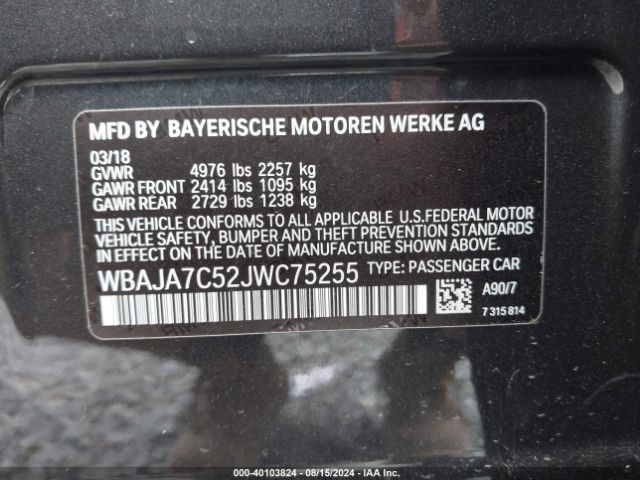 MFD BY BAYERISCHE MOTOREN WERKE AG
03/18
GVWR 4976 lbs 2257 kg
GAWR FRONT 2414 lbs 1095 kg
GAWR REAR 2729 lbs 1238 kg
THIS VEHICLE CONFORMS TO ALL APPLICABLE U.S.FEDERAL MOTOR
VEHICLE SAFETY, BUMPER AND THEFT PREVENTION STANDARDS
IN EFFECT ON THE DATE OF MANUFACTURE SHOWN ABOVE.
WBAJA7C52JWC75255 TYPE: PASSENGER CAR
A90/7
7 315 814
000-40103824 - 08/15/2024 - IAA Inc.